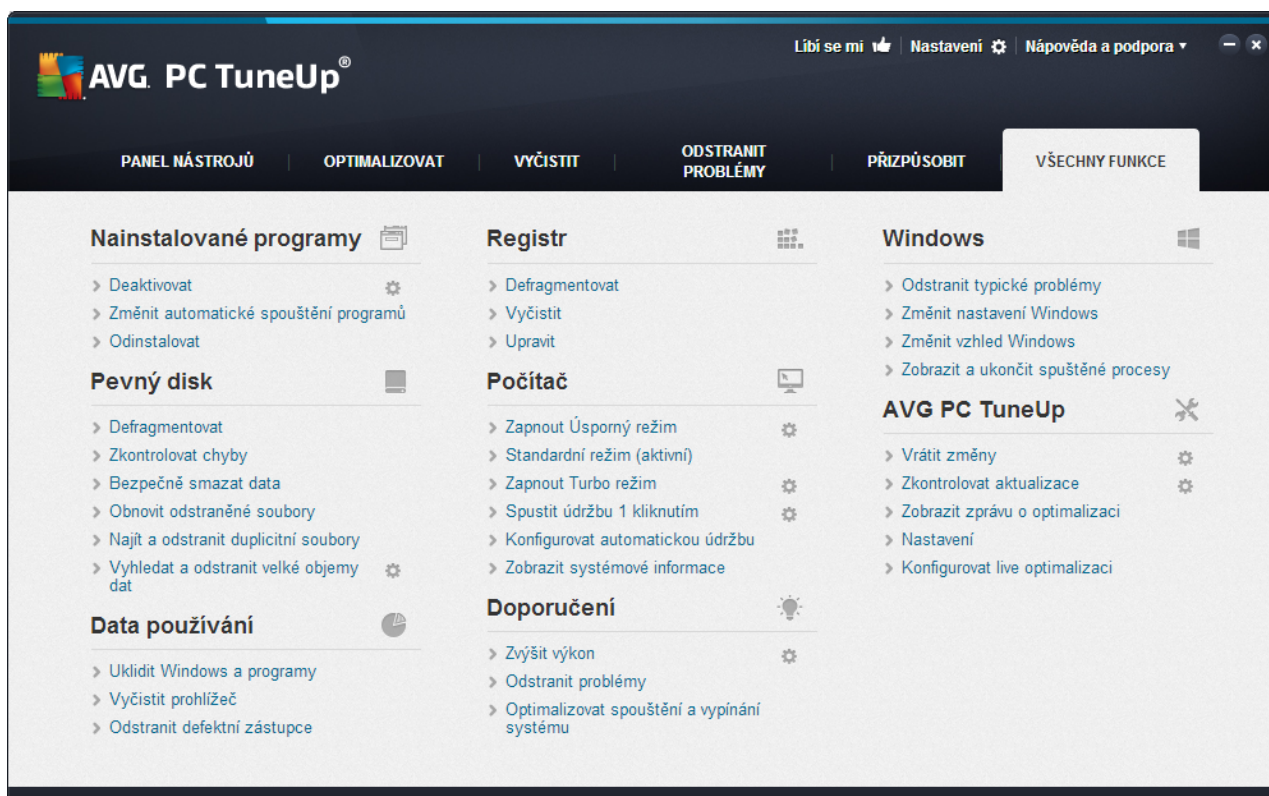 Líbí se mi
Nastavení
Nápověda a podpora
AVG. PC TuneUp®
PANEL NÁSTROJŮ
OPTIMALIZOVAT
VYČISTIT
ODSTRANIT
PROBLÉMY
PŘIZPŮSOBIT
VŠECHNY FUNKCE
Nainstalované programy
Deaktivovat
Změnit automatické spouštění programů
Odinstalovat
Pevný disk
Defragmentovat
Zkontrolovat chyby
Bezpečně smazat data
Obnovit odstraněné soubory
Najít a odstranit duplicitní soubory
Vyhledat a odstranit velké objemy
dat
Data používání
Uklidit Windows a programy
Vyčistit prohlížeč
Odstranit defektní zástupce
Registr
Defragmentovat
Vyčistit
Upravit
Počítač
Zapnout Úsporný režim
Standardní režim (aktivní)
Zapnout Turbo režim
Spustit údržbu 1 kliknutím
Konfigurovat automatickou údržbu
Zobrazit systémové informace
Doporučení
Zvýšit výkon
Odstranit problémy
Optimalizovat spouštění a vypínání
systému
Windows
Odstranit typické problémy
Změnit nastavení Windows
Změnit vzhled Windows
Zobrazit a ukončit spuštěné procesy
AVG PC TuneUp
Vrátit změny
Zkontrolovat aktualizace
Zobrazit zprávu o optimalizaci
Nastavení
Konfigurovat live optimalizaci